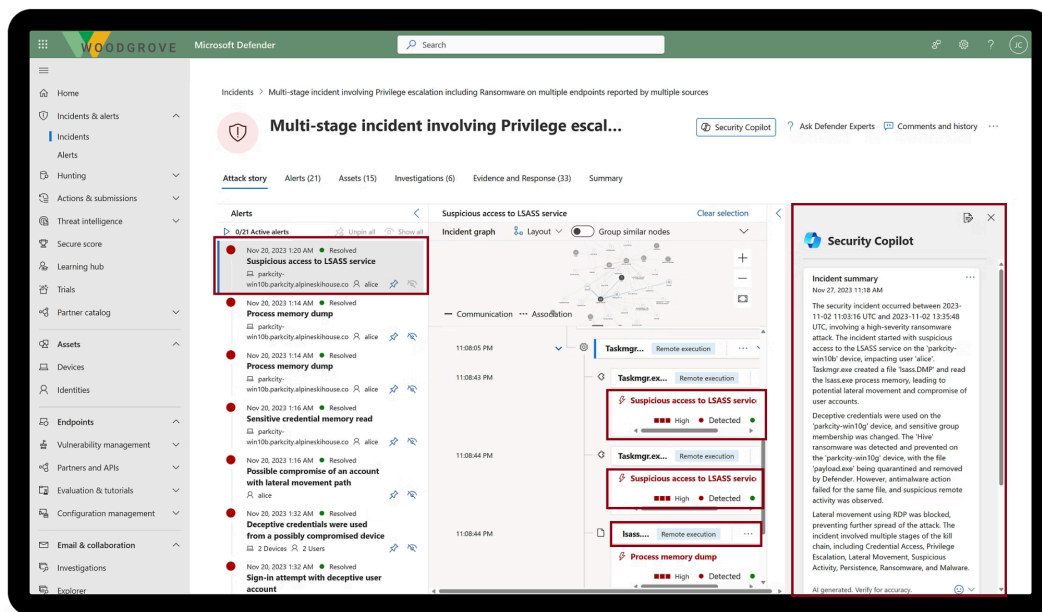 WOODGROVE
Microsoft Defender
Search
JC
Home
Incidents & alerts
Incidents
Alerts
Hunting
Actions & submissions
Threat intelligence
Secure score
Learning hub
Trials
Partner catalog
Assets
Devices
Identities
Endpoints
Vulnerability management
Partners and APIs
Evaluation & tutorials
Configuration management
Email & collaboration
Investigations
Explorer
Incidents > Multi-stage incident involving Privilege escalation including Ransomware on multiple endpoints reported by multiple sources
Multi-stage incident involving Privilege escal...
Security Copilot
? Ask Defender Experts
Comments and history
Attack story
Alerts (21)
Assets (15)
Investigations (6)
Evidence and Response (33)
Summary
Alerts
0/21 Active alerts
Unpin all
Show all
Nov 20, 2023 1:20 AM Resolved
Suspicious access to LSASS service
parkcity-
win10b.parkcity.alpineskihouse.co alice
Nov 20, 2023 1:14 AM Resolved
Process memory dump
parkcity-
win10b.parkcity.alpineskihouse.co alice
Nov 20, 2023 1:14 AM Resolved
Process memory dump
parkcity-
win10b.parkcity.alpineskihouse.co alice
Nov 20, 2023 1:16 AM Resolved
Sensitive credential memory read
parkcity-
win10b.parkcity.alpineskihouse.co alice
Nov 20, 2023 1:16 AM Resolved
Possible compromise of an account
with lateral movement path
alice
Nov 20, 2023 1:32 AM Resolved
Deceptive credentials were used
from a possibly compromised device
2 Devices 2 Users
Nov 20, 2023 1:32 AM Resolved
Sign-in attempt with deceptive user
account
Suspicious access to LSASS service
Clear selection
Incident graph
Layout
Group similar nodes
Communication
Association
11:08:05 PM
Taskmgr...
Remote execution
11:08:43 PM
Taskmgr.ex...
Remote execution
Suspicious access to LSASS service
High
Detected
11:08:44 PM
Taskmgr.ex...
Remote execution
Suspicious access to LSASS service
High
Detected
11:08:44 PM
lsass....
Remote execution
Process memory dump
High
Detected
Security Copilot
Incident summary
Nov 27, 2023 11:18 AM
The security incident occurred between 2023-
11-02 11:03:16 UTC and 2023-11-02 13:35:48
UTC, involving a high-severity ransomware
attack. The incident started with suspicious
access to the LSASS service on the 'parkcity-
win10b' device, impacting user 'alice'.
Taskmgr.exe created a file 'lsass.DMP' and read
the lsass.exe process memory, leading to
potential lateral movement and compromise of
user accounts.
Deceptive credentials were used on the
'parkcity-win10g' device, and sensitive group
membership was changed. The 'Hive'
ransomware was detected and prevented on
the 'parkcity-win10g' device, with the file
'payload.exe' being quarantined and removed
by Defender. However, antimalware action
failed for the same file, and suspicious remote
activity was observed.
Lateral movement using RDP was blocked,
preventing further spread of the attack. The
incident involved multiple stages of the kill
chain, including Credential Access, Privilege
Escalation, Lateral Movement, Suspicious
Activity, Persistence, Ransomware, and Malware.
AI generated. Verify for accuracy.